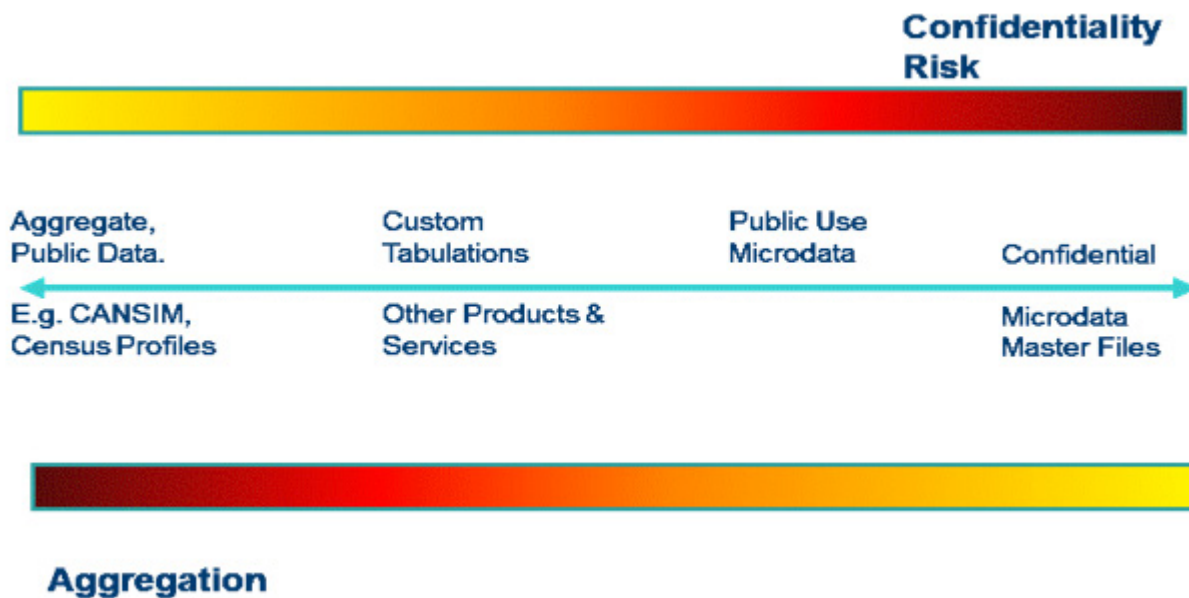 Confidentiality
Risk
Aggregate,
Public Data.
Custom
Tabulations
Public Use
Microdata
Confidential
E.g. CANSIM,
Census Profiles
Other Products &
Services
Microdata
Master Files
Aggregation